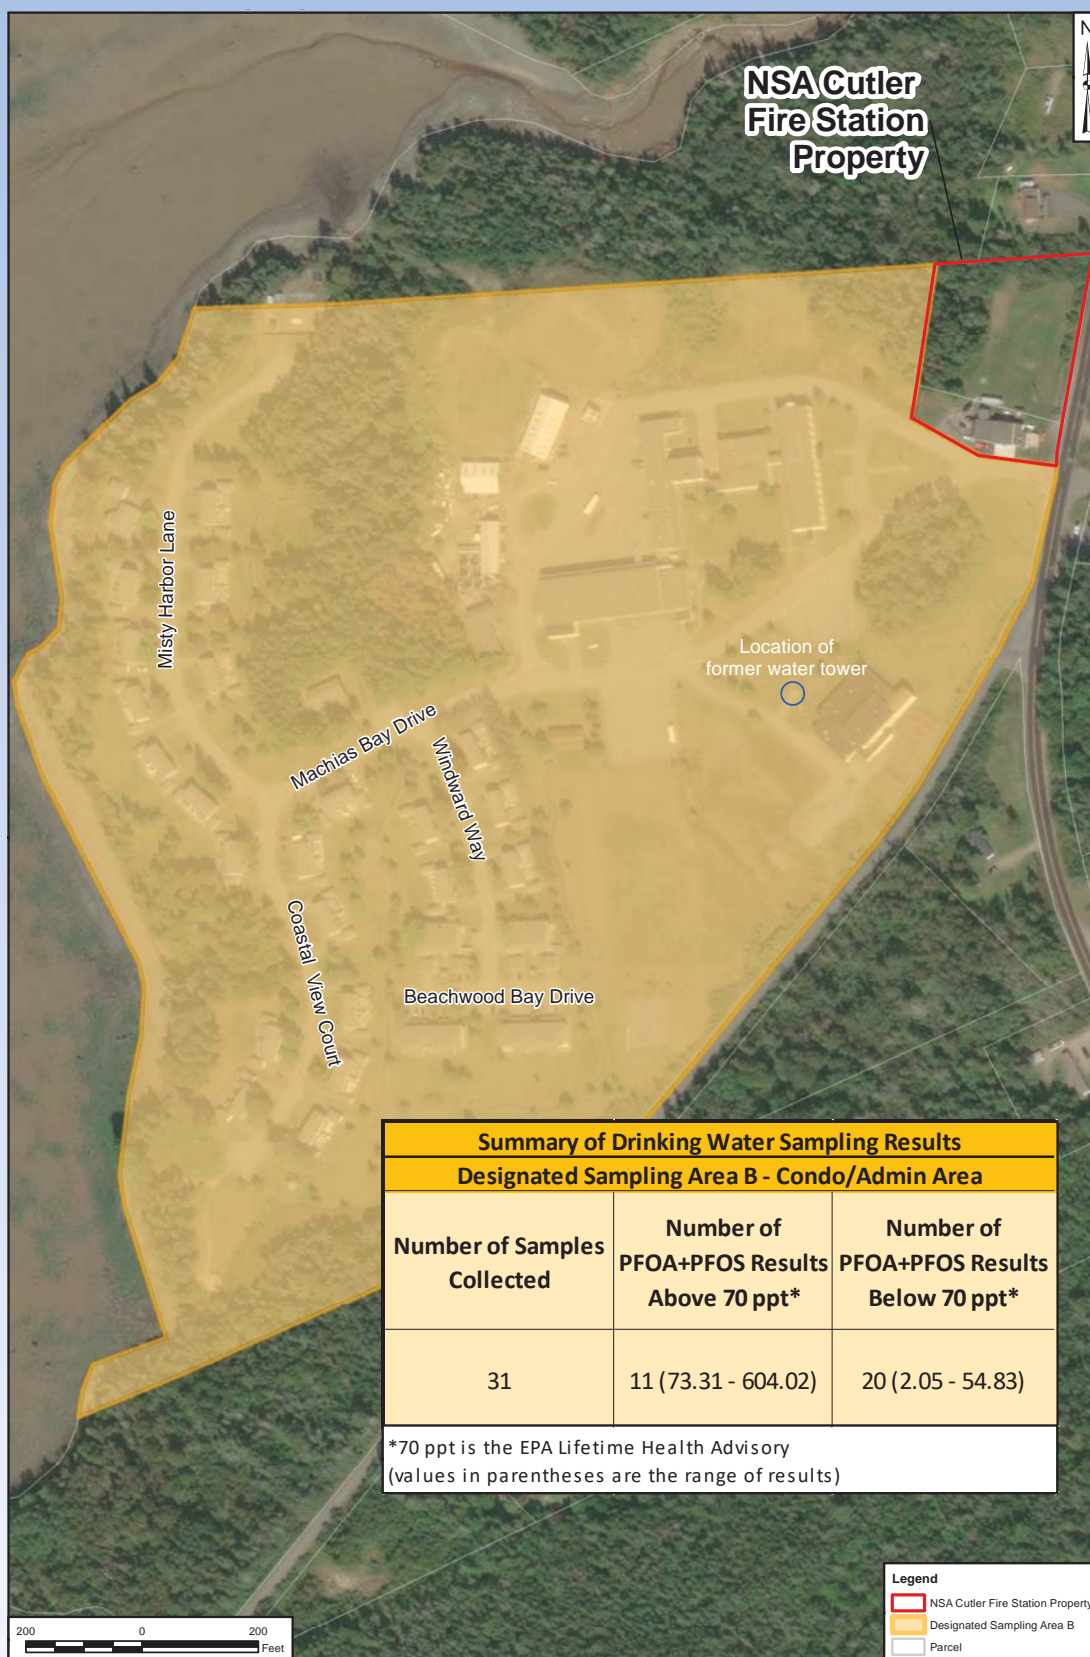 N
NSA Cutler
Fire Station
Property
Misty Harbor Lane
Location of
former water tower
Machias Bay Drive
Windward Way
Coastal View Court
Beachwood Bay Drive
Summary of Drinking Water Sampling Results
Designated Sampling Area B - Condo/Admin Area
Number of Samples
Collected
Number of
PFOA+PFOS Results
Above 70 ppt*
Number of
PFOA+PFOS Results
Below 70 ppt*
31
11 (73.31 - 604.02)
20 (2.05 - 54.83)
*70 ppt is the EPA Lifetime Health Advisory
(values in parentheses are the range of results)
Legend
NSA Cutler Fire Station Property
Designated Sampling Area B
Parcel
200 0 200
Feet